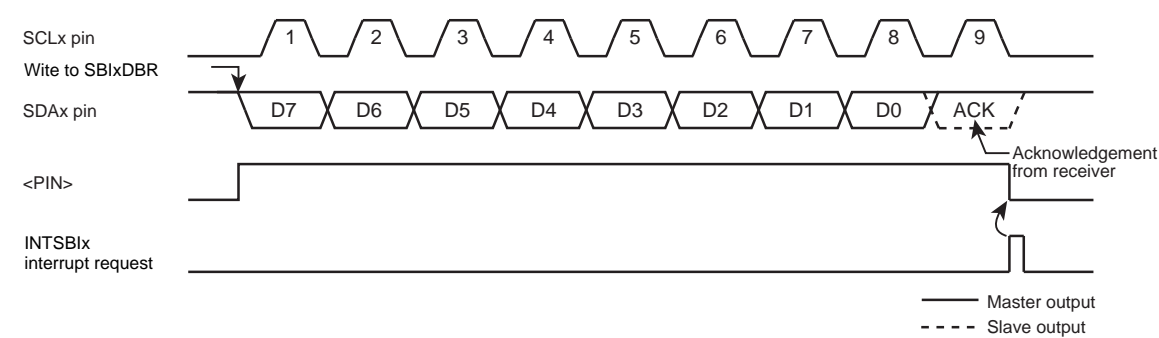 SCLx pin 1 2 3 4 5 6 7 8 9
Wite to SBIxDBR
SDAx pin D7 D6 D5 D4 D3 D2 D1 D0 ACK
Acknowledgement
from receiver
<PIN>
INTSBIx
interrupt request
Master output
Slave output